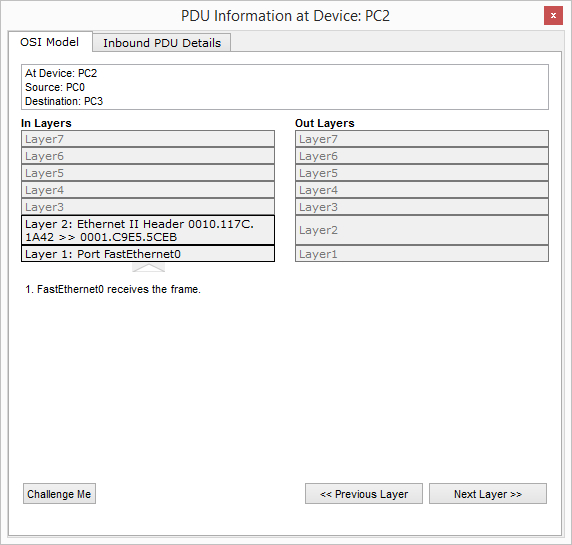 PDU Information at Device: PC2
x
OSI Model
Inbound PDU Details
At Device: PC2
Source: PC0
Destination: PC3
In Layers
Layer7
Layer6
Layer5
Layer4
Layer3
Layer 2: Ethernet II Header 0010.117C.
1A42 >> 0001.C9E5.5CEB
Layer 1: Port FastEthernet0
Out Layers
Layer7
Layer6
Layer5
Layer4
Layer3
Layer2
Layer1
1. FastEthernet0 receives the frame.
Challenge Me
<< Previous Layer
Next Layer >>